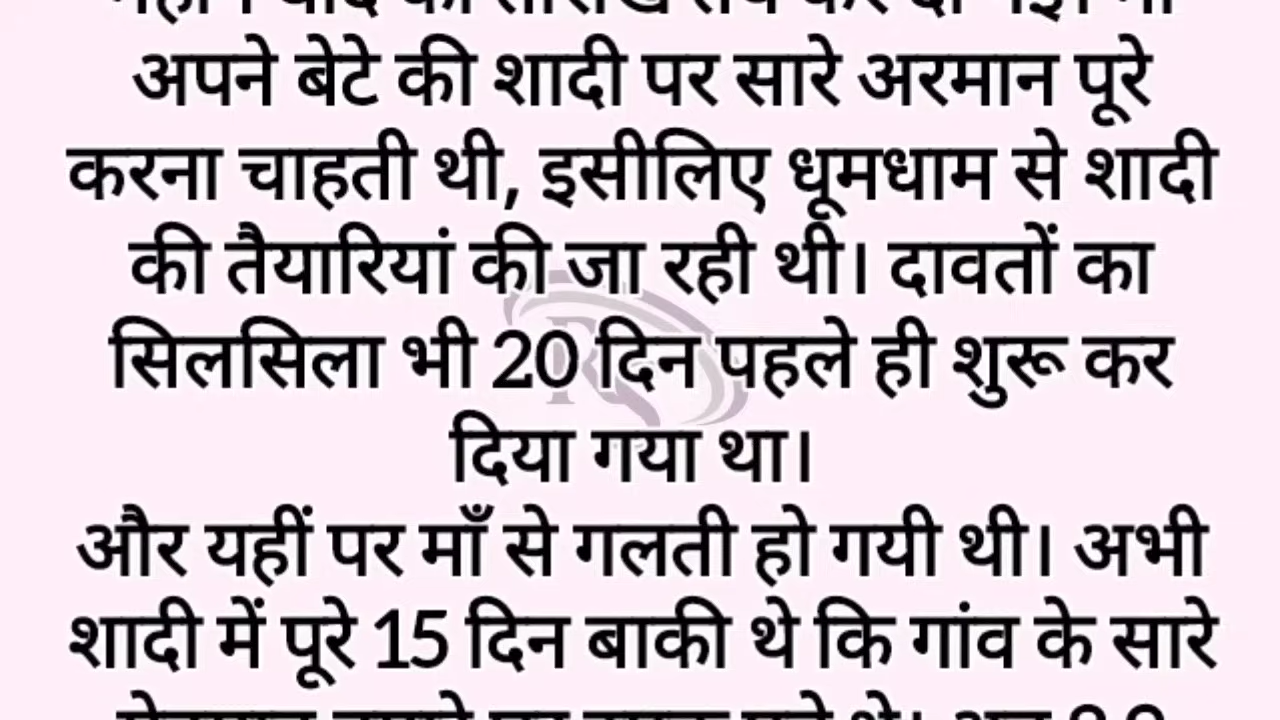 अपने बेटे की शादी पर सारे अरमान पूरे
करना चाहती थी, इसीलिए धूमधाम से शादी
की तैयारियां की जा रही थी। दावतों का
सिलसिला भी 20 दिन पहले ही शुरू कर
दिया गया था।
और यहीं पर माँ से गलती हो गयी थी। अभी
शादी में पूरे 15 दिन बाकी थे कि गांव के सारे